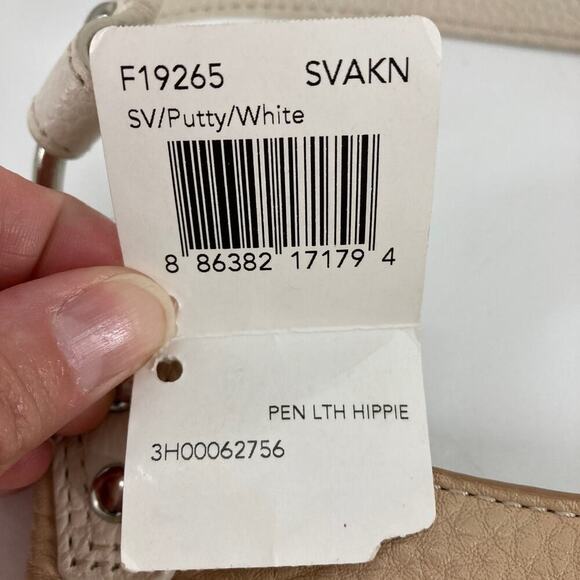 F19265 SVAKN
SV/Putty/White
8 86382 17179 4
PEN LTH HIPPIE
3H00062756